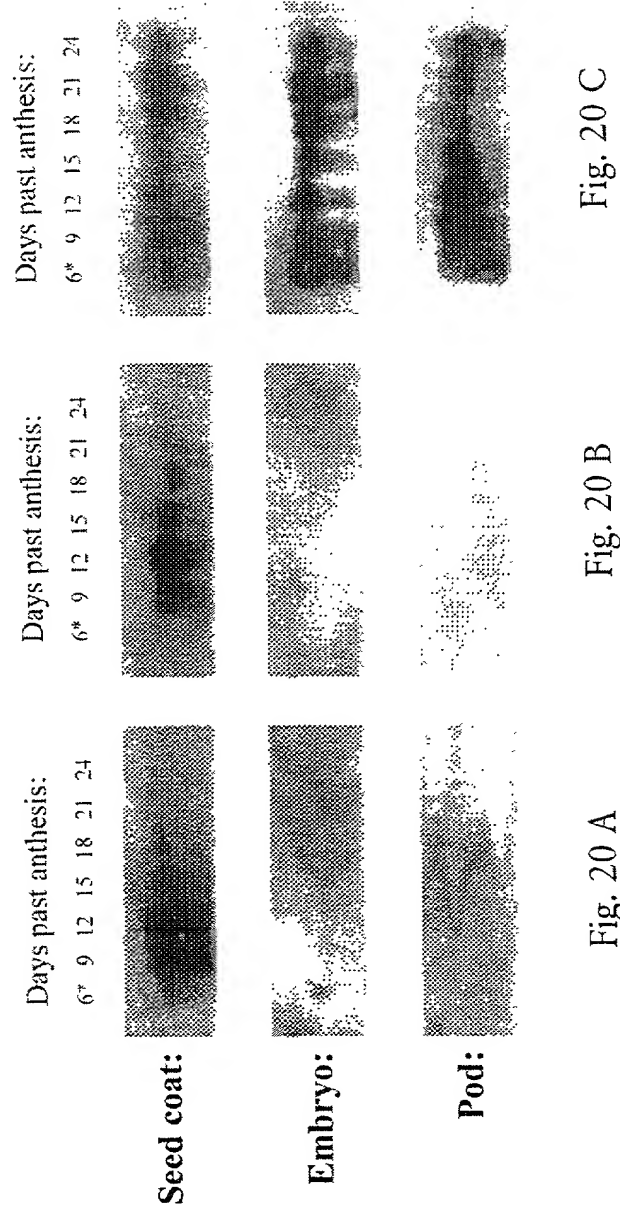 Days past anthesis: Days past anthesis: Days past anthesis:
6* 9 12 15 18 21 24 6* 9 12 15 18 21 24 6* 9 12 15 18 21 24
Seed coat:
Embryo:
Pod:
Fig. 20 A Fig. 20 B Fig. 20 C